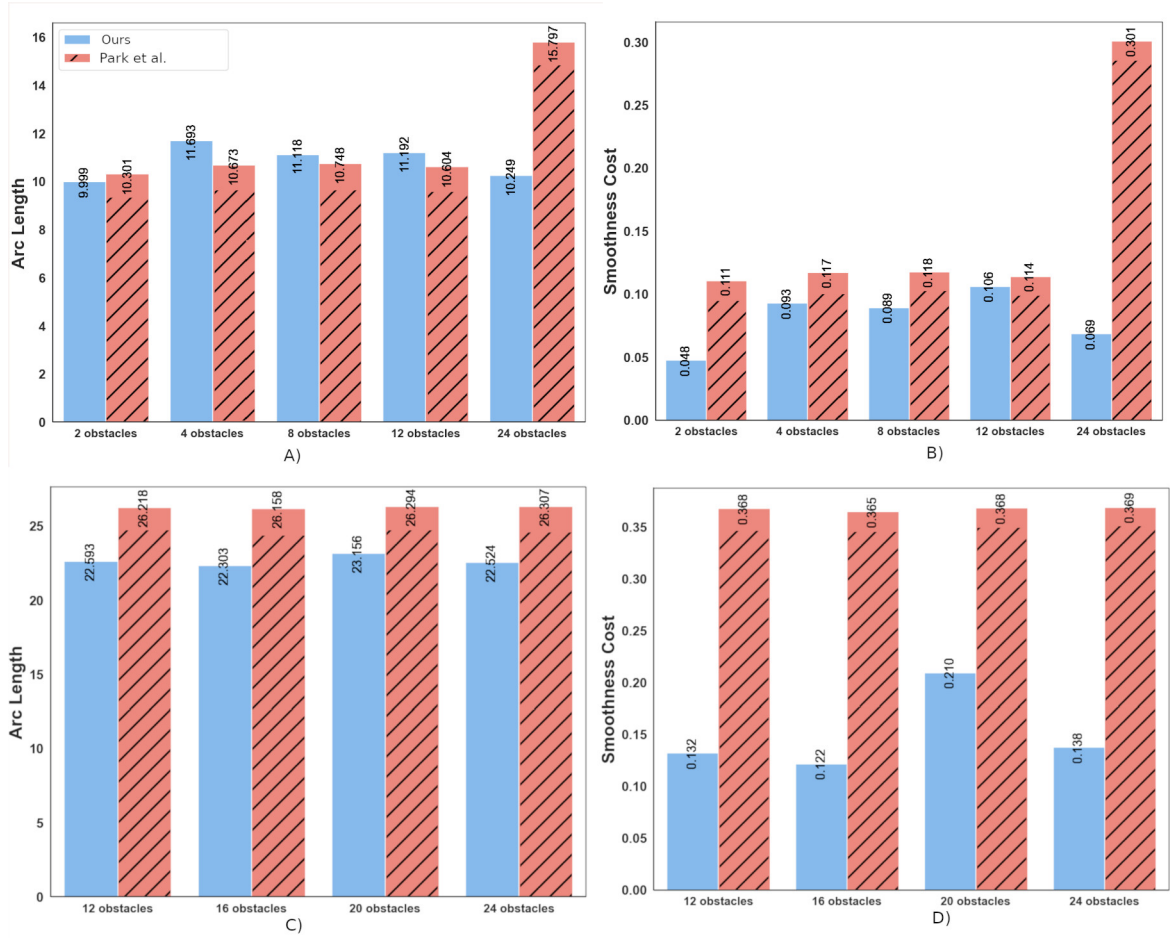 Ours
Park et al.
Arc Length
16
14
12
10
8
6
4
2
0
9.999
10.301
11.693
10.673
11.118
10.748
11.192
10.604
10.249
15.797
2 obstacles
4 obstacles
8 obstacles
12 obstacles
24 obstacles
A)
Smoothness Cost
0.30
0.25
0.20
0.15
0.10
0.05
0.00
0.048
0.111
0.093
0.117
0.089
0.118
0.106
0.114
0.069
0.301
2 obstacles
4 obstacles
8 obstacles
12 obstacles
24 obstacles
B)
Arc Length
25
20
15
10
5
0
22.593
26.218
22.303
26.158
23.156
26.294
22.524
26.307
12 obstacles
16 obstacles
20 obstacles
24 obstacles
C)
Smoothness Cost
0.35
0.30
0.25
0.20
0.15
0.10
0.05
0.00
0.132
0.368
0.122
0.365
0.210
0.368
0.138
0.369
12 obstacles
16 obstacles
20 obstacles
24 obstacles
D)